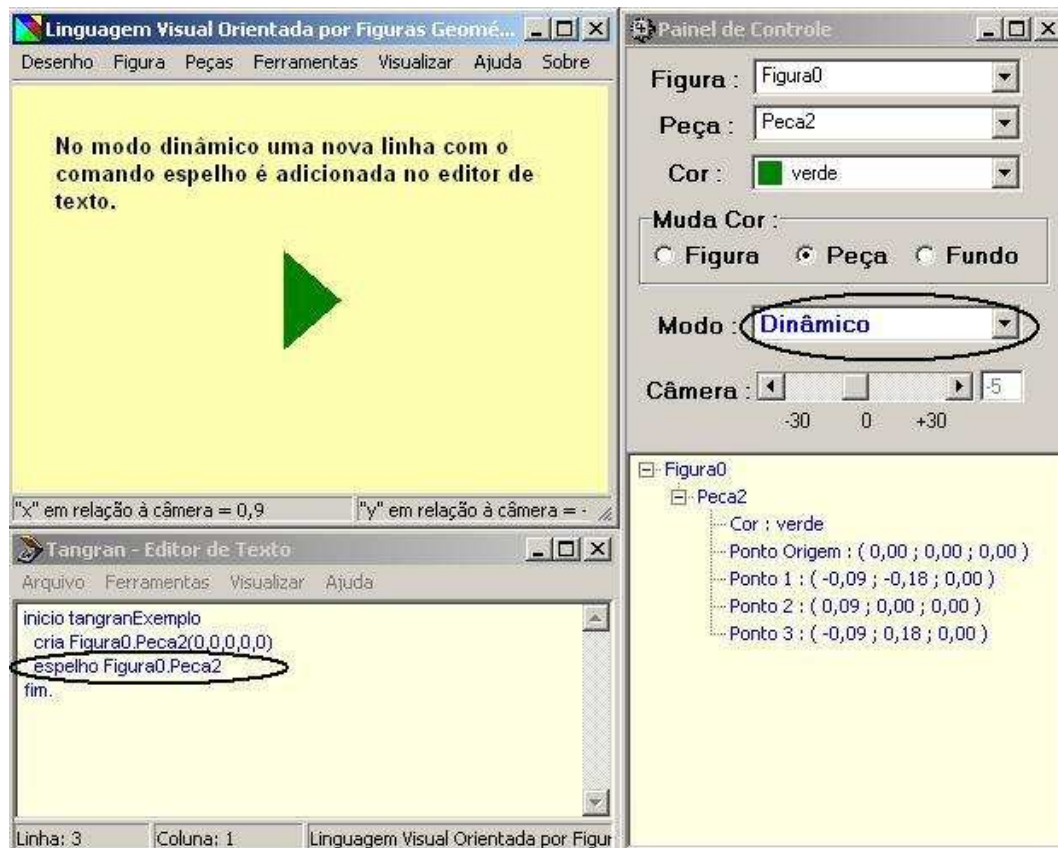 Linguagem Visual Orientada por Figuras Geomé...
Desenho Figura Peças Ferramentas Visualizar Ajuda Sobre
No modo dinâmico uma nova linha com o
comando espelho é adicionada no editor de
texto.
"x" em relação à câmera = 0,9 "y" em relação à câmera = -
Tangran - Editor de Texto
Arquivo Ferramentas Visualizar Ajuda
inicio tangranExemplo
cria Figura0.Peca2(0,0,0,0,0)
espelho Figura0.Peca2
fim.
Linha: 3 Coluna: 1 Linguagem Visual Orientada por Figur
Painel de Controle
Figura : Figura0
Peça : Peca2
Cor : verde
Muda Cor :
Figura Peça Fundo
Modo : Dinâmico
Câmera : -5
-30 0 +30
Figura0
Peca2
Cor : verde
Ponto Origem : ( 0,00 ; 0,00 ; 0,00 )
Ponto 1 : ( -0,09 ; -0,18 ; 0,00 )
Ponto 2 : ( 0,09 ; 0,00 ; 0,00 )
Ponto 3 : ( -0,09 ; 0,18 ; 0,00 )